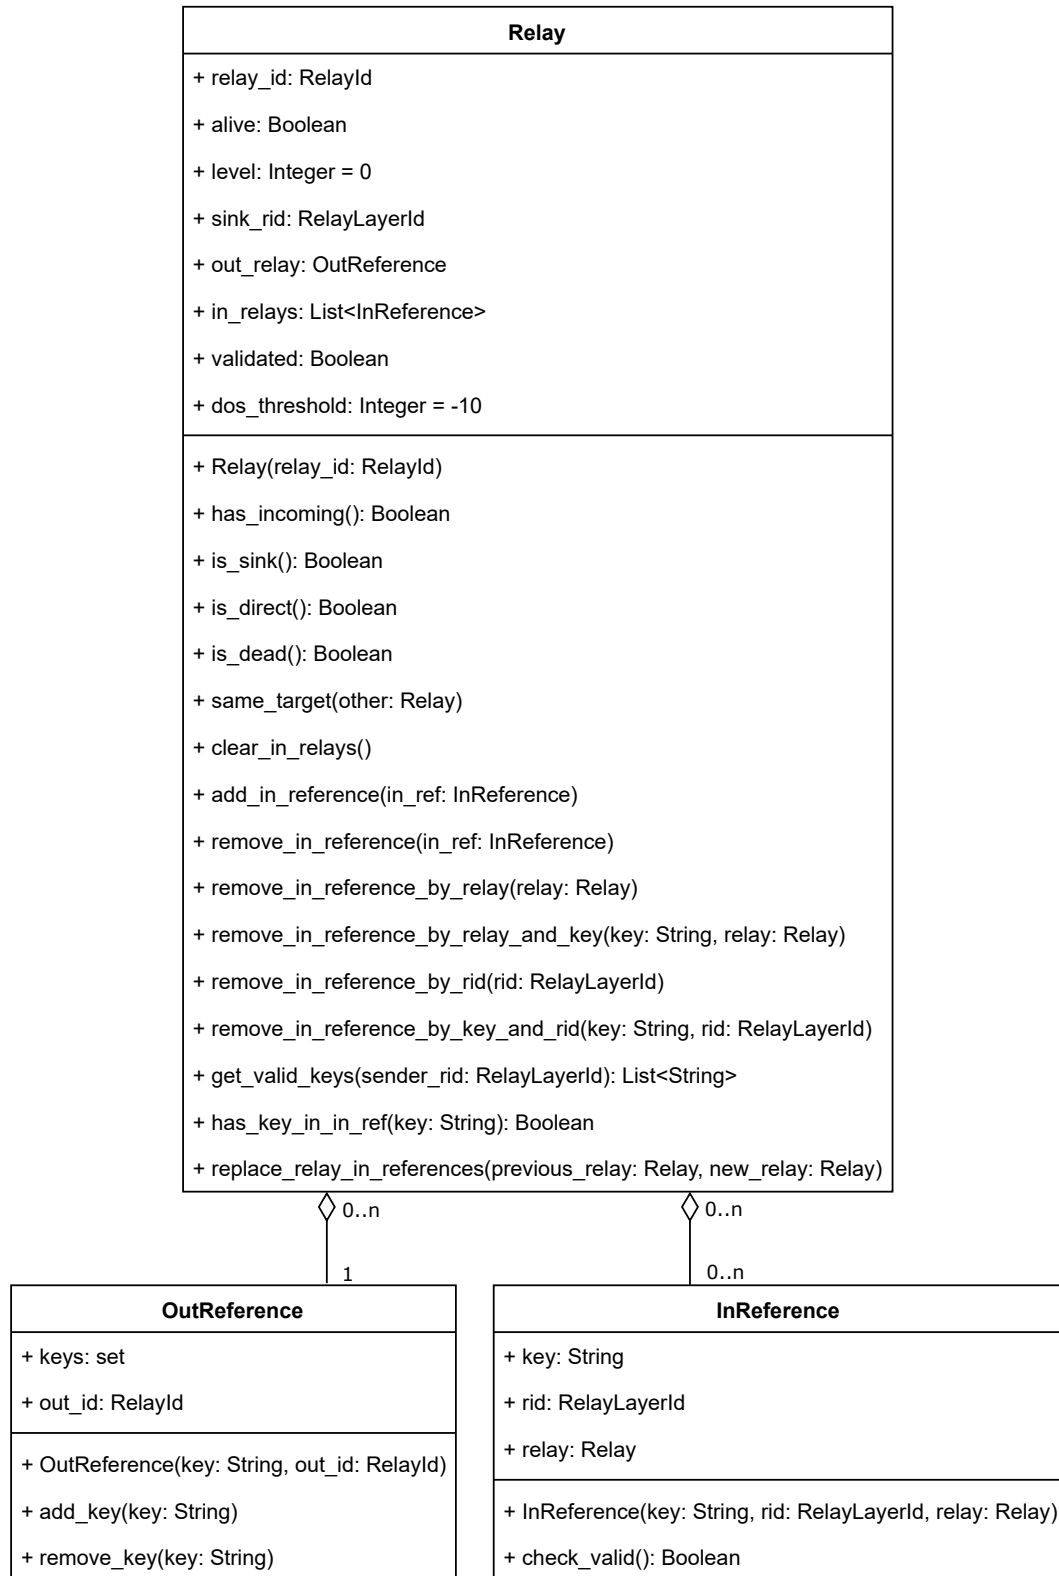 Relay
+ relay_id: RelayId
+ alive: Boolean
+ level: Integer = 0
+ sink_rid: RelayLayerId
+ out_relay: OutReference
+ in_relays: List<InReference>
+ validated: Boolean
+ dos_threshold: Integer = -10
+ Relay(relay_id: RelayId)
+ has_incoming(): Boolean
+ is_sink(): Boolean
+ is_direct(): Boolean
+ is_dead(): Boolean
+ same_target(other: Relay)
+ clear_in_relays()
+ add_in_reference(in_ref: InReference)
+ remove_in_reference(in_ref: InReference)
+ remove_in_reference_by_relay(relay: Relay)
+ remove_in_reference_by_relay_and_key(key: String, relay: Relay)
+ remove_in_reference_by_rid(rid: RelayLayerId)
+ remove_in_reference_by_key_and_rid(key: String, rid: RelayLayerId)
+ get_valid_keys(sender_rid: RelayLayerId): List<String>
+ has_key_in_in_ref(key: String): Boolean
+ replace_relay_in_references(previous_relay: Relay, new_relay: Relay)
0..n
1
0..n
0..n
OutReference
+ keys: set
+ out_id: RelayId
+ OutReference(key: String, out_id: RelayId)
+ add_key(key: String)
+ remove_key(key: String)
InReference
+ key: String
+ rid: RelayLayerId
+ relay: Relay
+ InReference(key: String, rid: RelayLayerId, relay: Relay)
+ check_valid(): Boolean